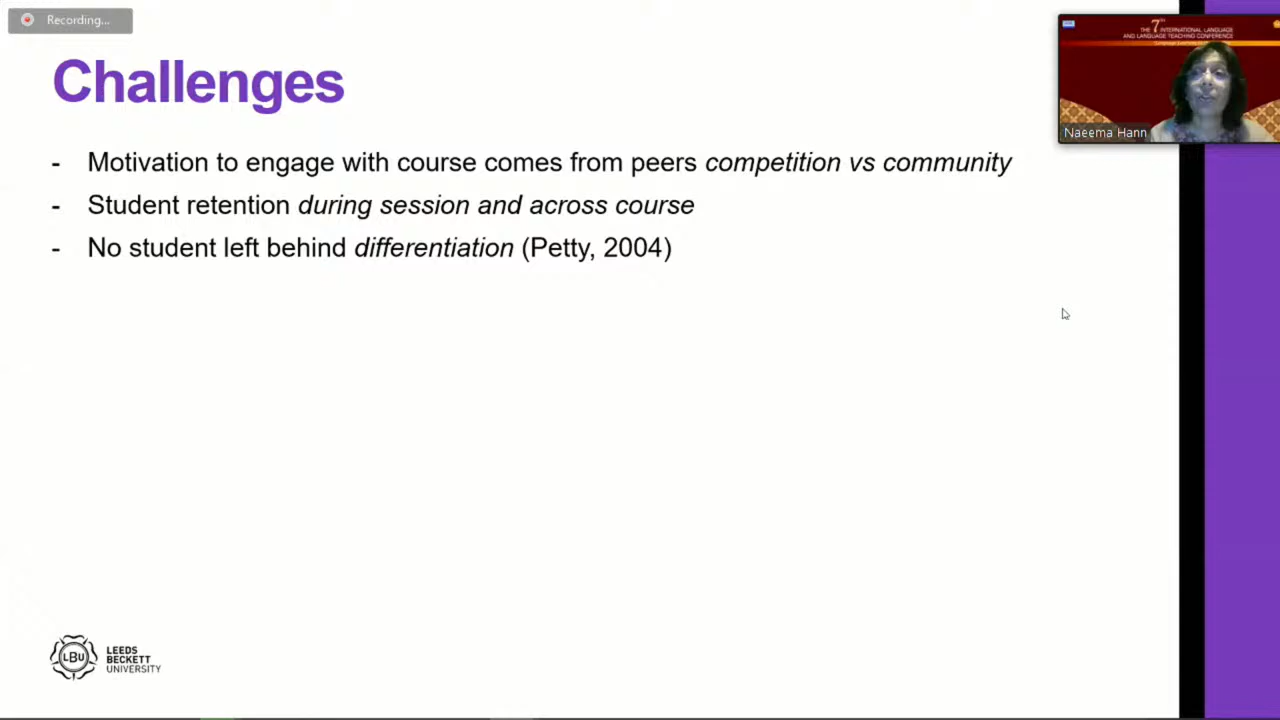 Recording...
THE 7TH INTERNATIONAL LANGUAGE
AND LANGUAGE TEACHING CONFERENCE
Naeema Hann
Challenges
- Motivation to engage with course comes from peers competition vs community
- Student retention during session and across course
- No student left behind differentiation (Petty, 2004)
LBU
LEEDS
BECKETT
UNIVERSITY